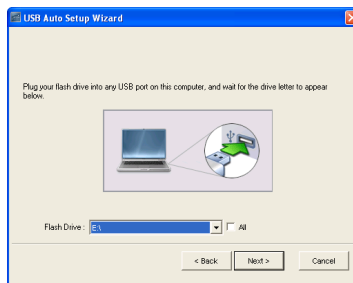 USB Auto Setup Wizard
Plug your flash drive into any USB port on this computer, and wait for the drive letter to appear
below.
Flash Drive : E:\ All
< Back Next > Cancel